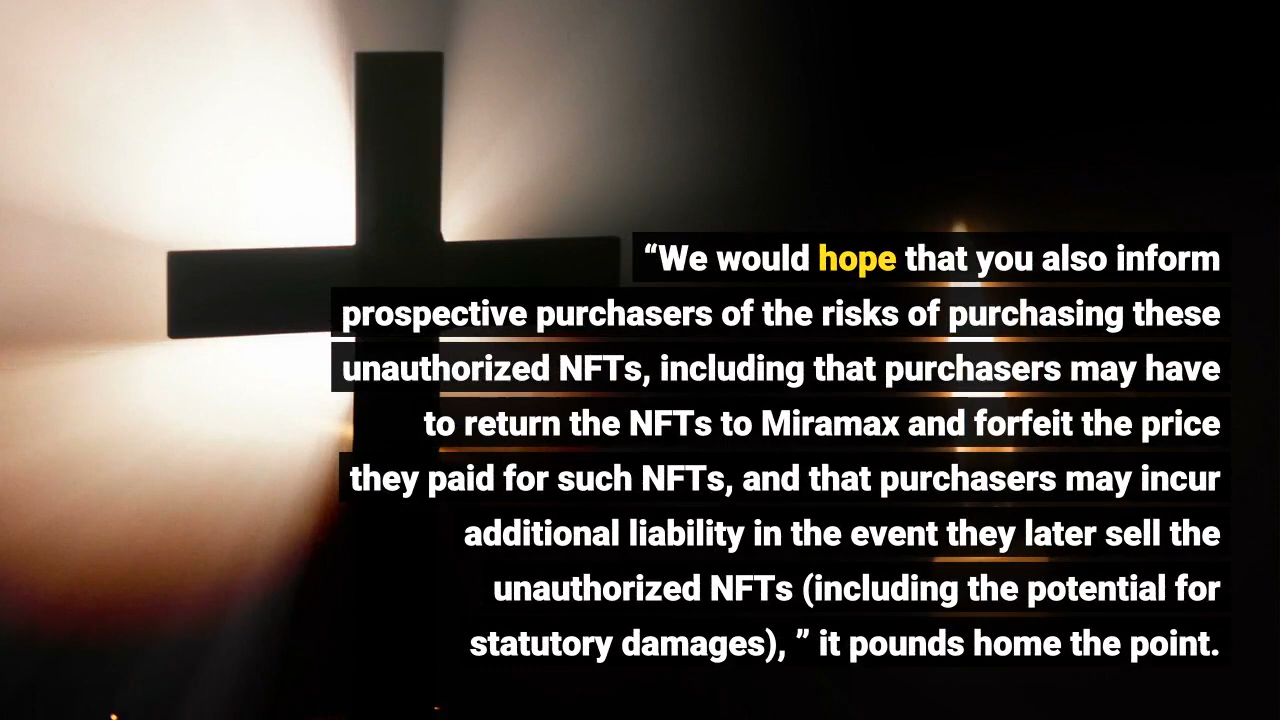 “We would hope that you also inform
prospective purchasers of the risks of purchasing these
unauthorized NFTs, including that purchasers may have
to return the NFTs to Miramax and forfeit the price
they paid for such NFTs, and that purchasers may incur
additional liability in the event they later sell the
unauthorized NFTs (including the potential for
statutory damages), ” it pounds home the point.